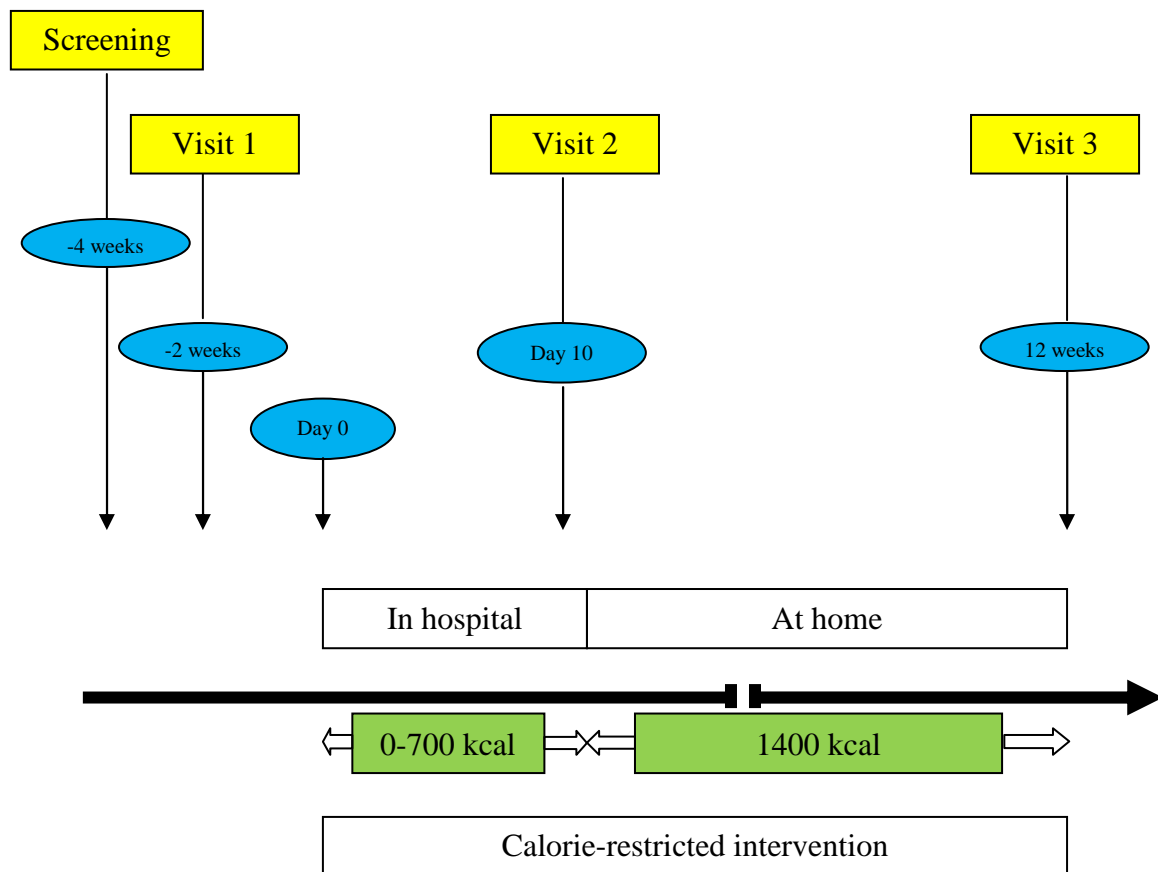 Screening
Visit 1
Visit 2
Visit 3
-4 weeks
-2 weeks
Day 10
12 weeks
Day 0
In hospital
At home
0-700 kcal
1400 kcal
Calorie-restricted intervention